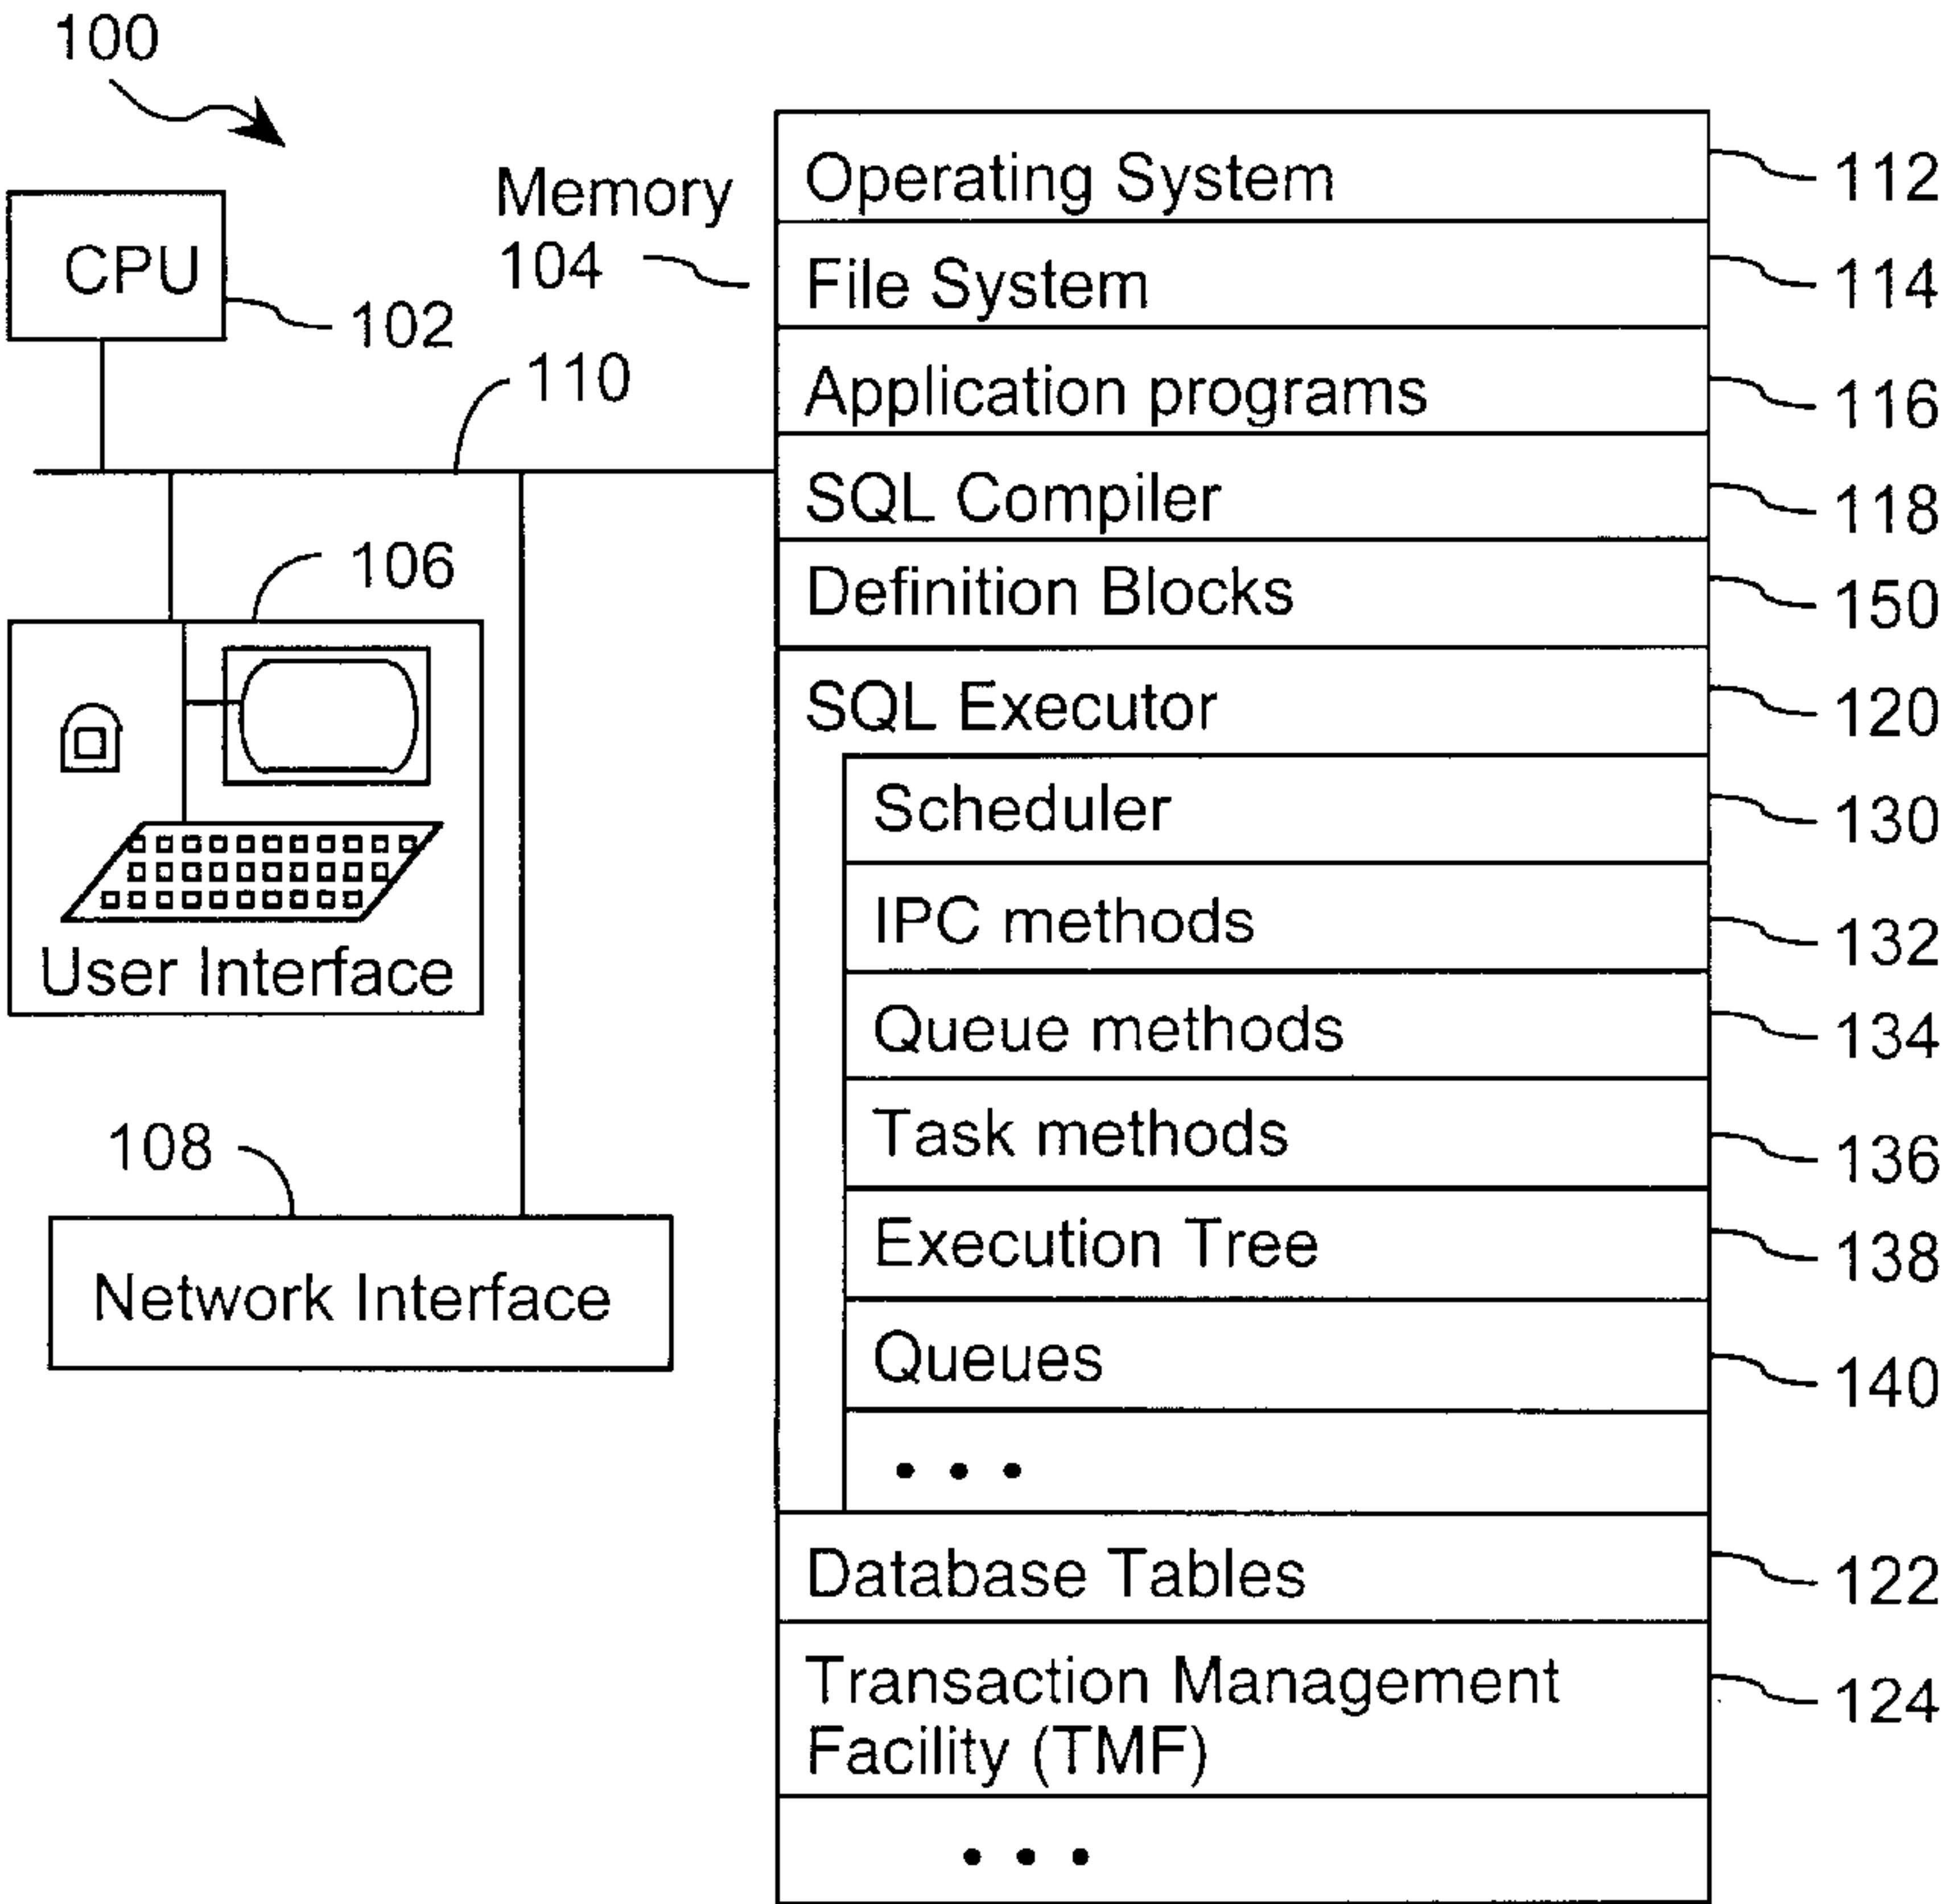 100
CPU
102
Memory
104
110
106
User Interface
108
Network Interface
Operating System
112
File System
114
Application programs
116
SQL Compiler
118
Definition Blocks
150
SQL Executor
120
Scheduler
130
IPC methods
132
Queue methods
134
Task methods
136
Execution Tree
138
Queues
140
• • •
Database Tables
122
Transaction Management
Facility (TMF)
124
• • •